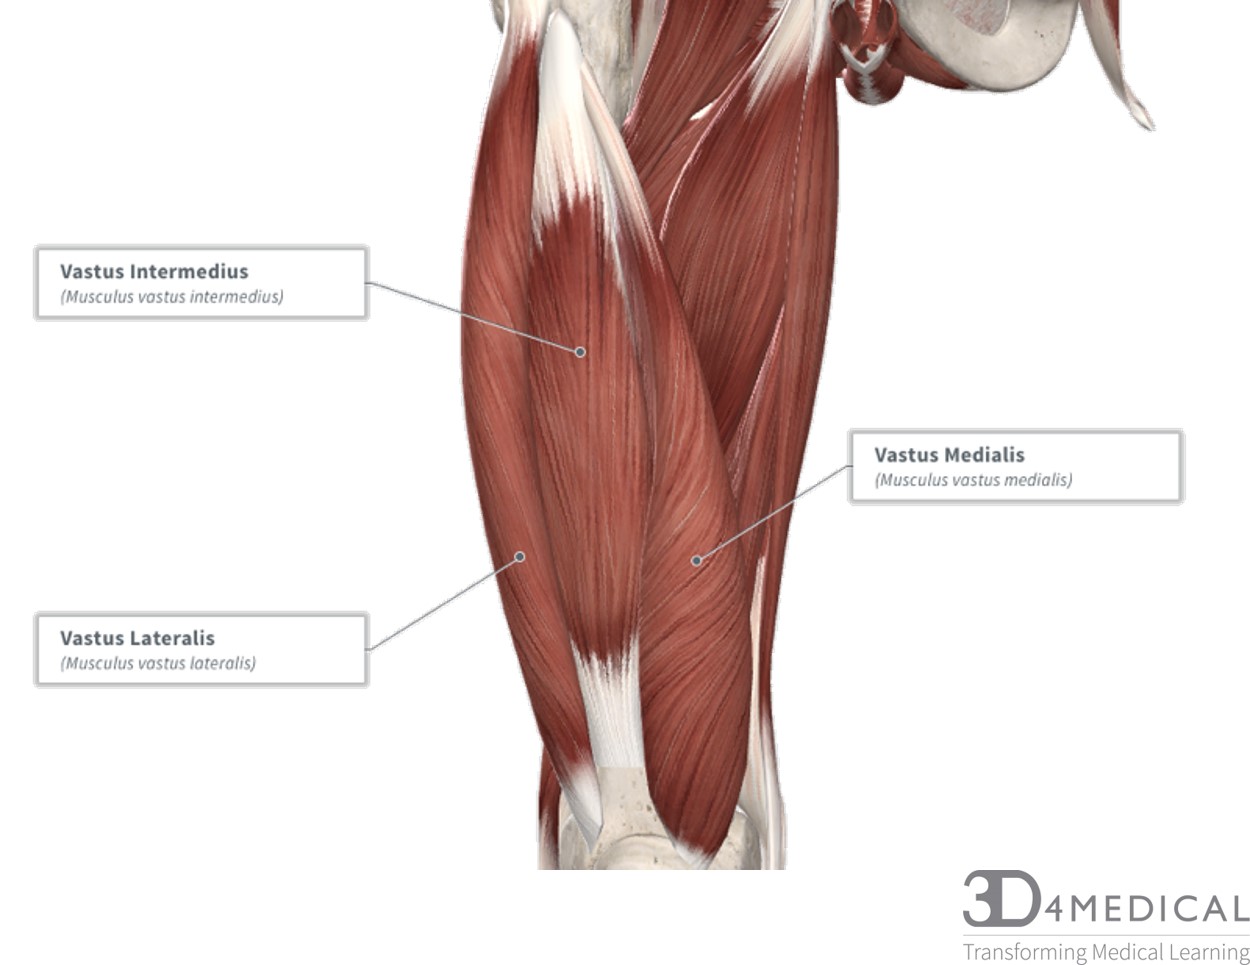 Vastus Intermedius
(Musculus vastus intermedius)
Vastus Medialis
(Musculus vastus medialis)
Vastus Lateralis
(Musculus vastus lateralis)
3D4MEDICAL
Transforming Medical Learning